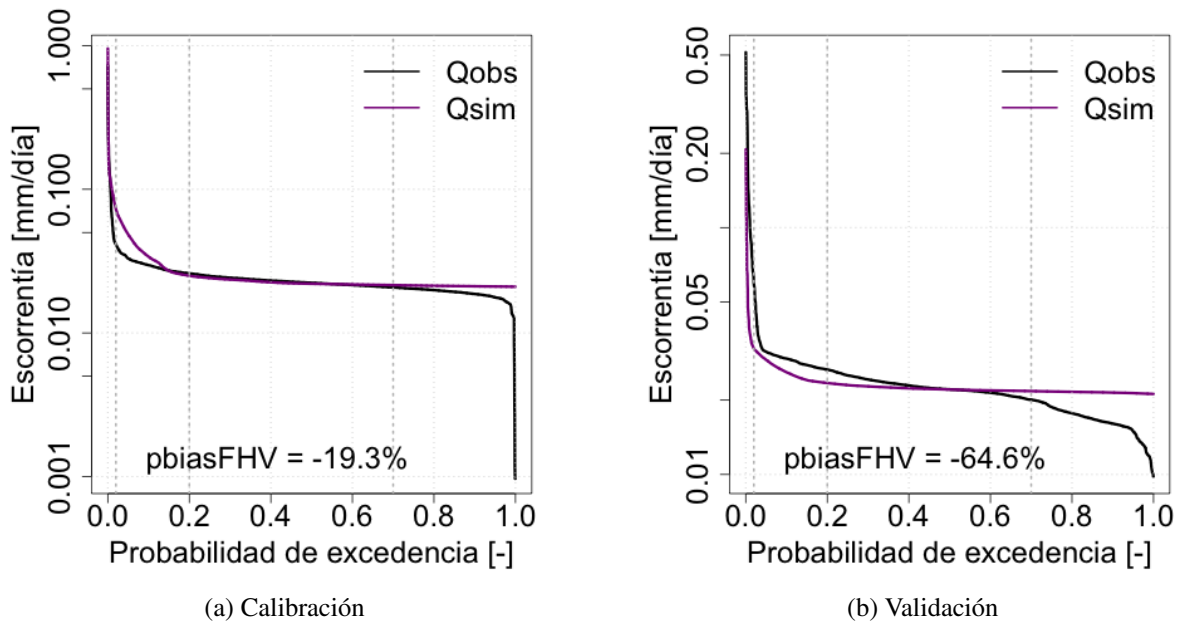 1.000
0.100
0.010
0.001
Escorrentía [mm/día]
Qobs
Qsim
pbiasFHV = -19.3%
0.0 0.2 0.4 0.6 0.8 1.0
Probabilidad de excedencia [-]
(a) Calibración
0.50
0.20
0.05
0.01
Escorrentía [mm/día]
Qobs
Qsim
pbiasFHV = -64.6%
0.0 0.2 0.4 0.6 0.8 1.0
Probabilidad de excedencia [-]
(b) Validación